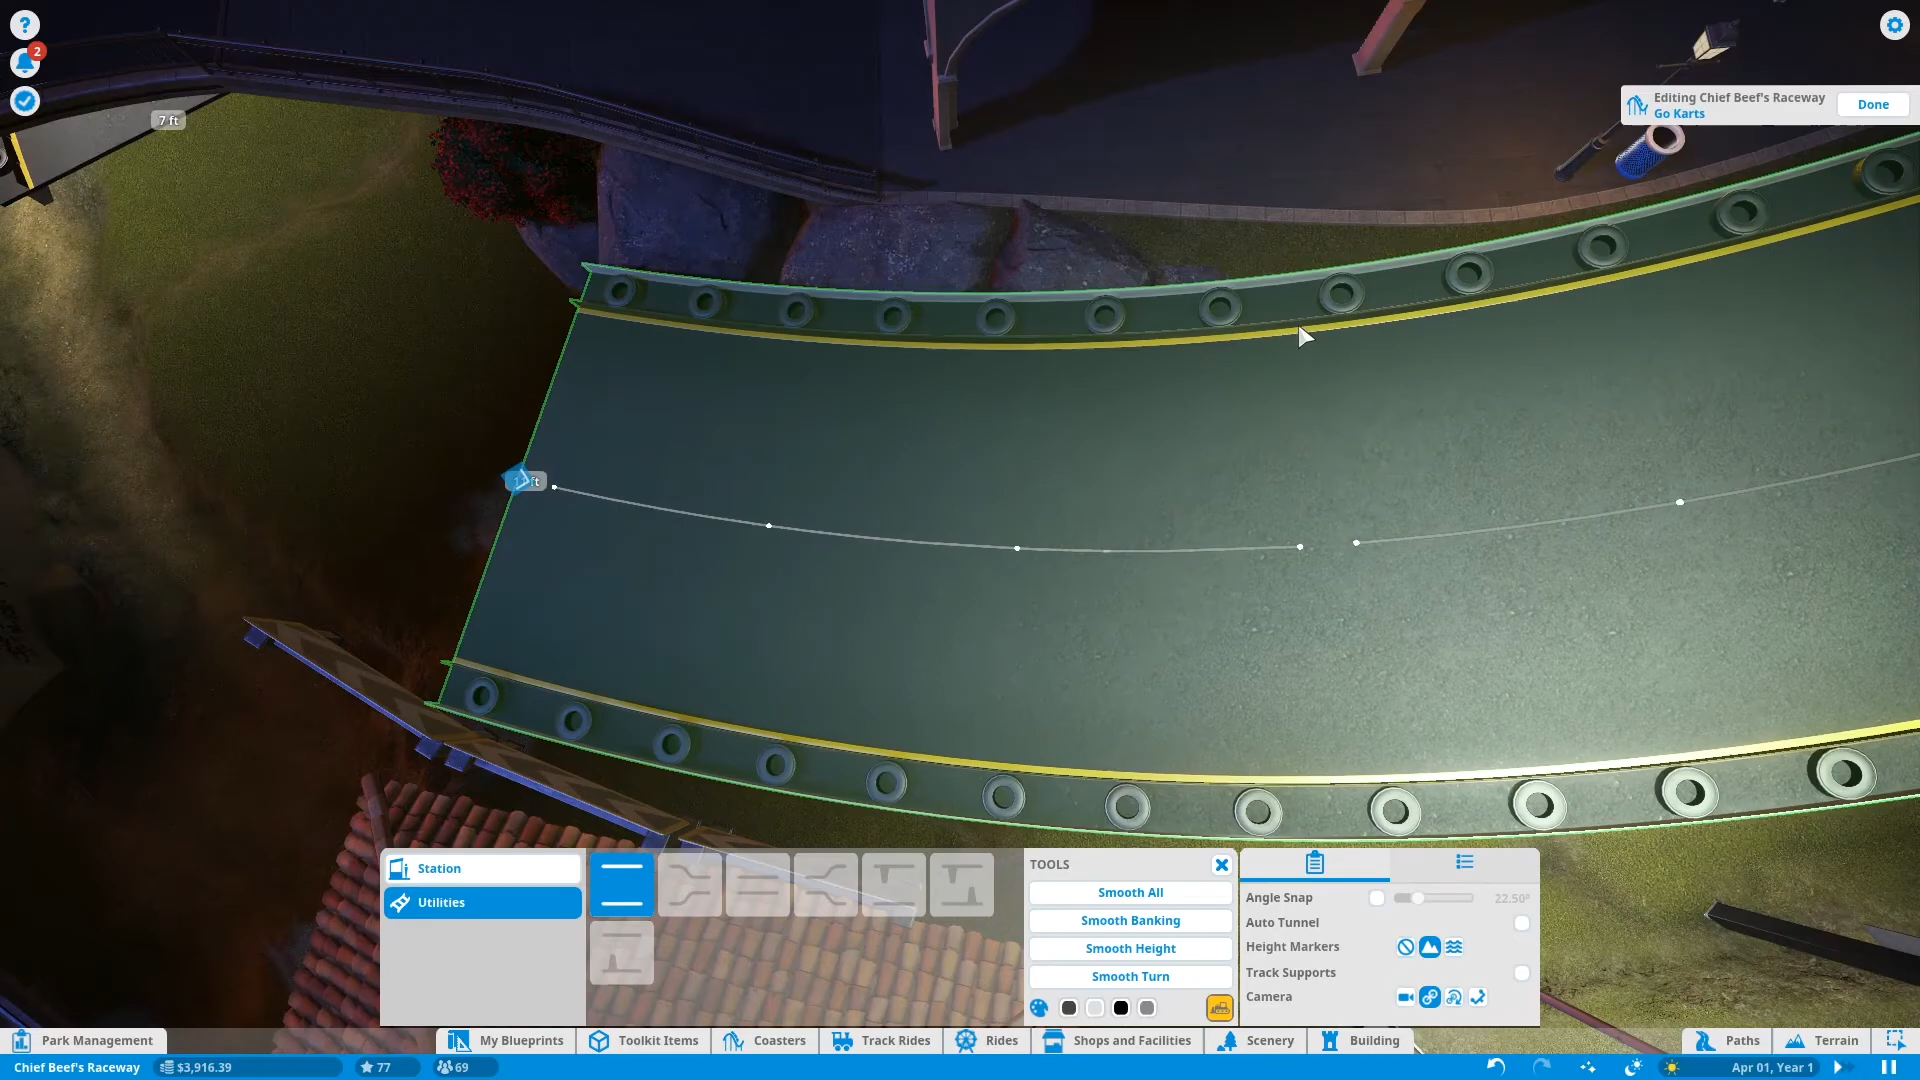 ?
2
7 ft
Editing Chief Beef's Raceway
Go Karts
Done
ft
Station
Utilities
TOOLS
Smooth All
Smooth Banking
Smooth Height
Smooth Turn
Angle Snap
22.50°
Auto Tunnel
Height Markers
Track Supports
Camera
Park Management
My Blueprints
Toolkit Items
Coasters
Track Rides
Rides
Shops and Facilities
Scenery
Building
Paths
Terrain
Chief Beef's Raceway
$3,916.39
77
69
Apr 01, Year 1